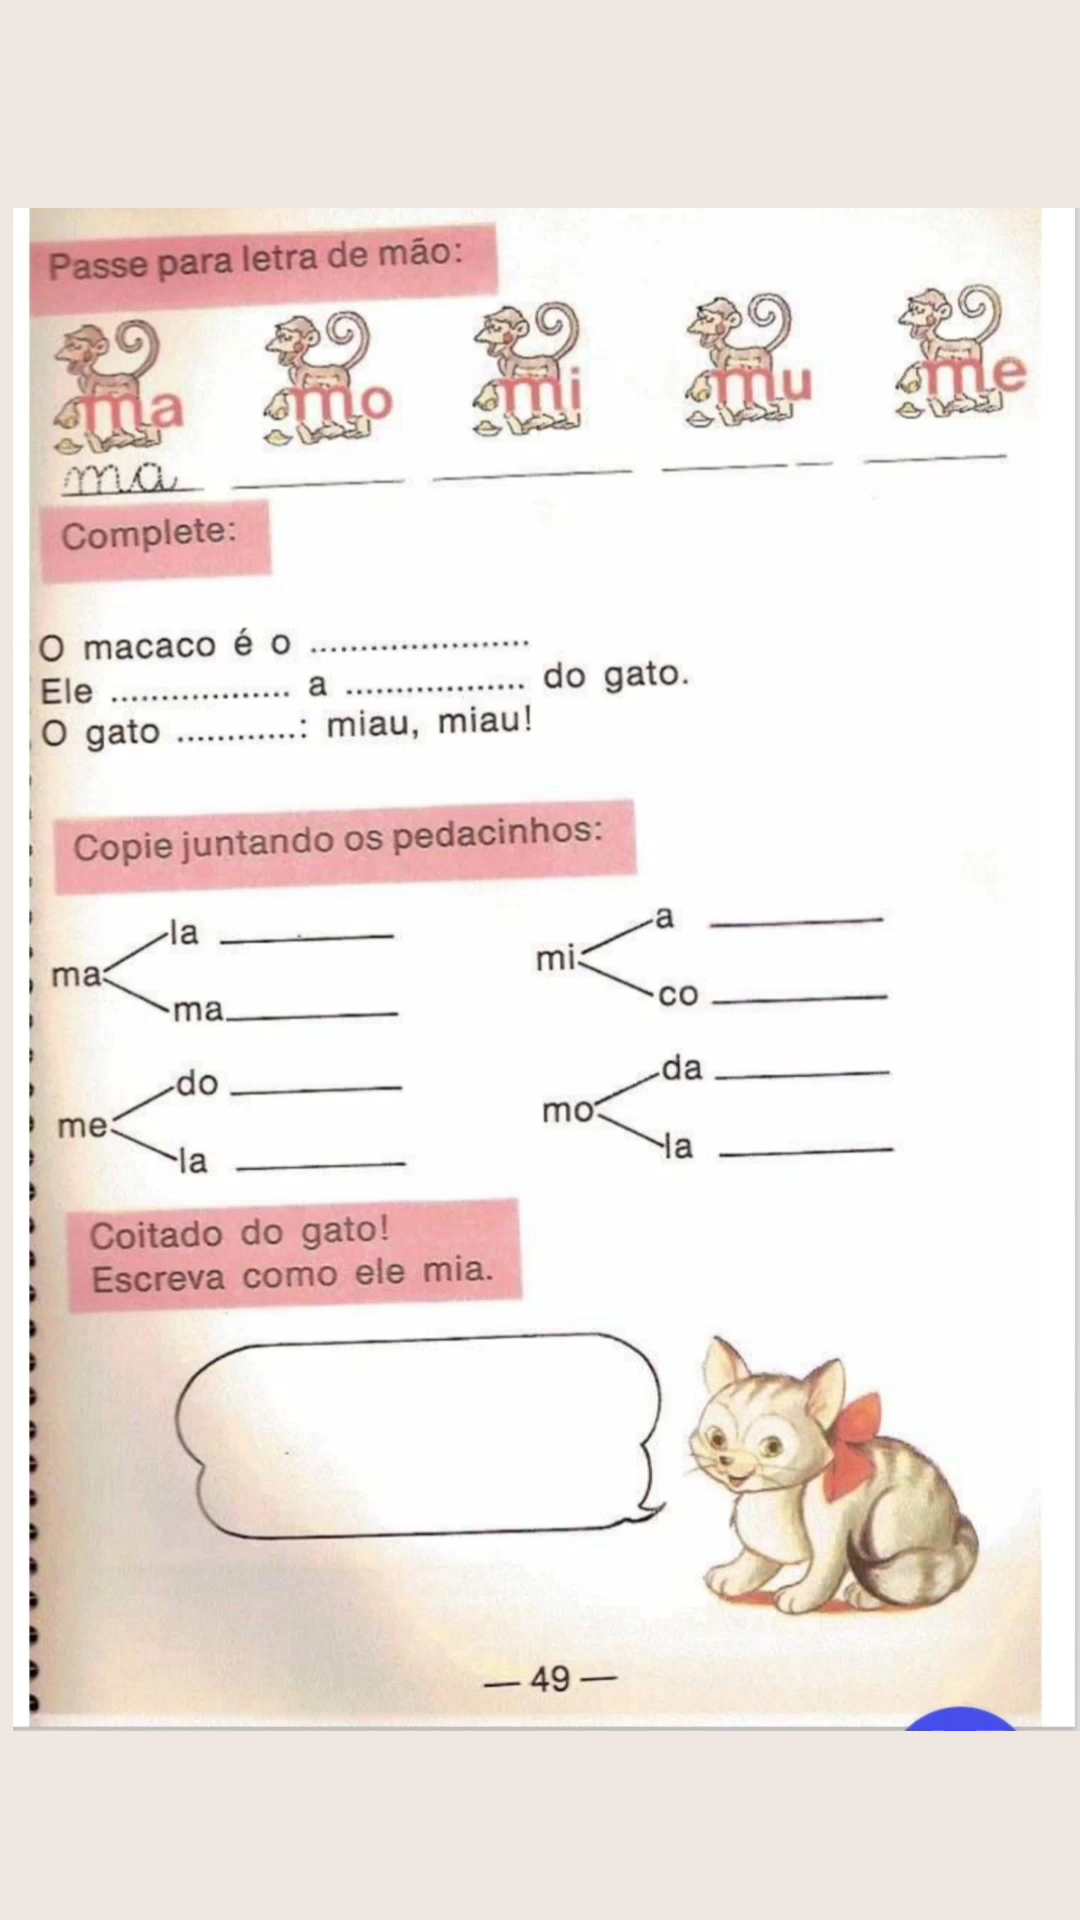 Passe para letra de mão:
ma mo mi mu me
ma
Complete:
O macaco é o .....................
Ele .................. a .................. do gato.
O gato ............: miau, miau!
Copie juntando os pedacinhos:
la a
ma mi
ma co
do da
me mo
la la
Coitado do gato!
Escreva como ele mia.
— 49 —